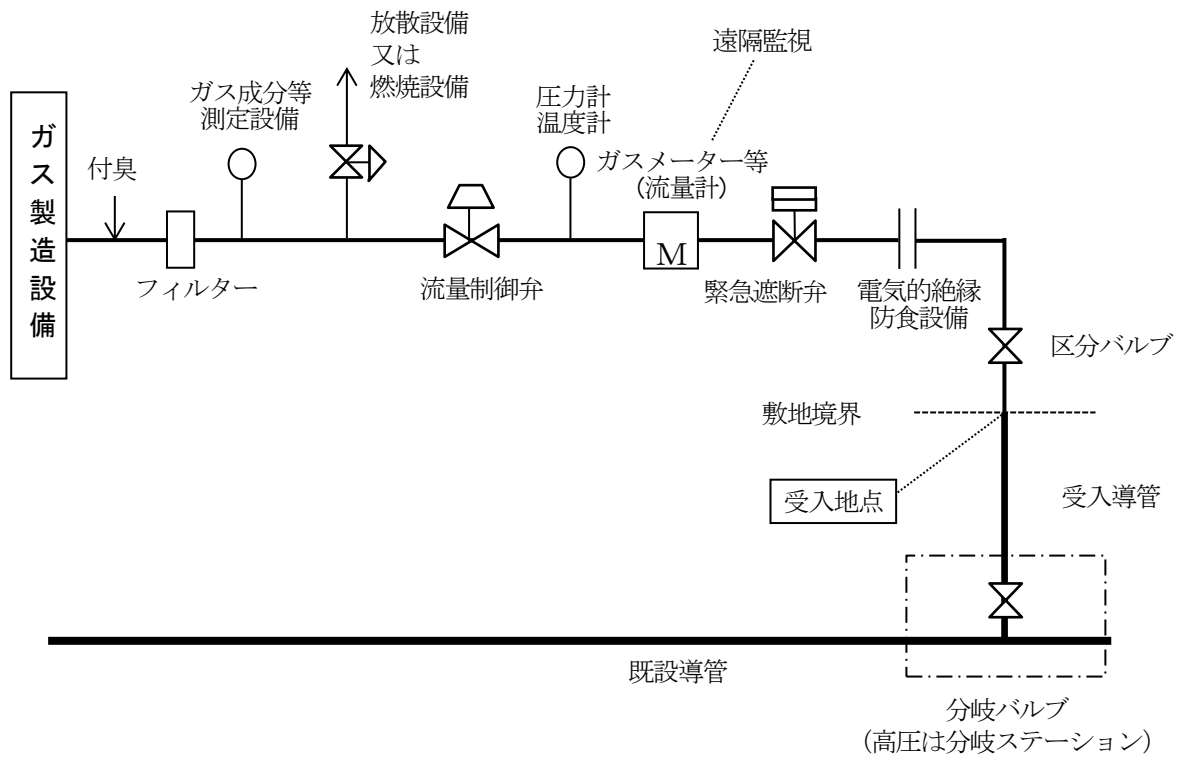 放散設備
又は
燃焼設備
遠隔監視
ガス成分等
測定設備
圧力計
温度計
ガス製造設備
付臭
ガスメーター等
(流量計)
M
フィルター
流量制御弁
緊急遮断弁
電気的絶縁
防食設備
区分バルブ
敷地境界
受入地点
受入導管
既設導管
分岐バルブ
(高圧は分岐ステーション)